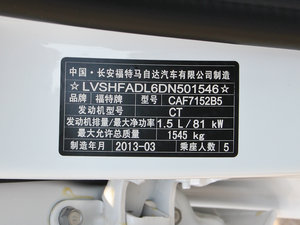 中国·长安福特马自达汽车有限公司制造
☆LVSHFADL6DN501546☆
品牌 福特牌 型号 CAF7152B5
发动机型号 CT
发动机排量/最大净功率 1.5 L/81 kW
最大允许总质量 1545 kg
制造年月 2013-03 乘座人数 5